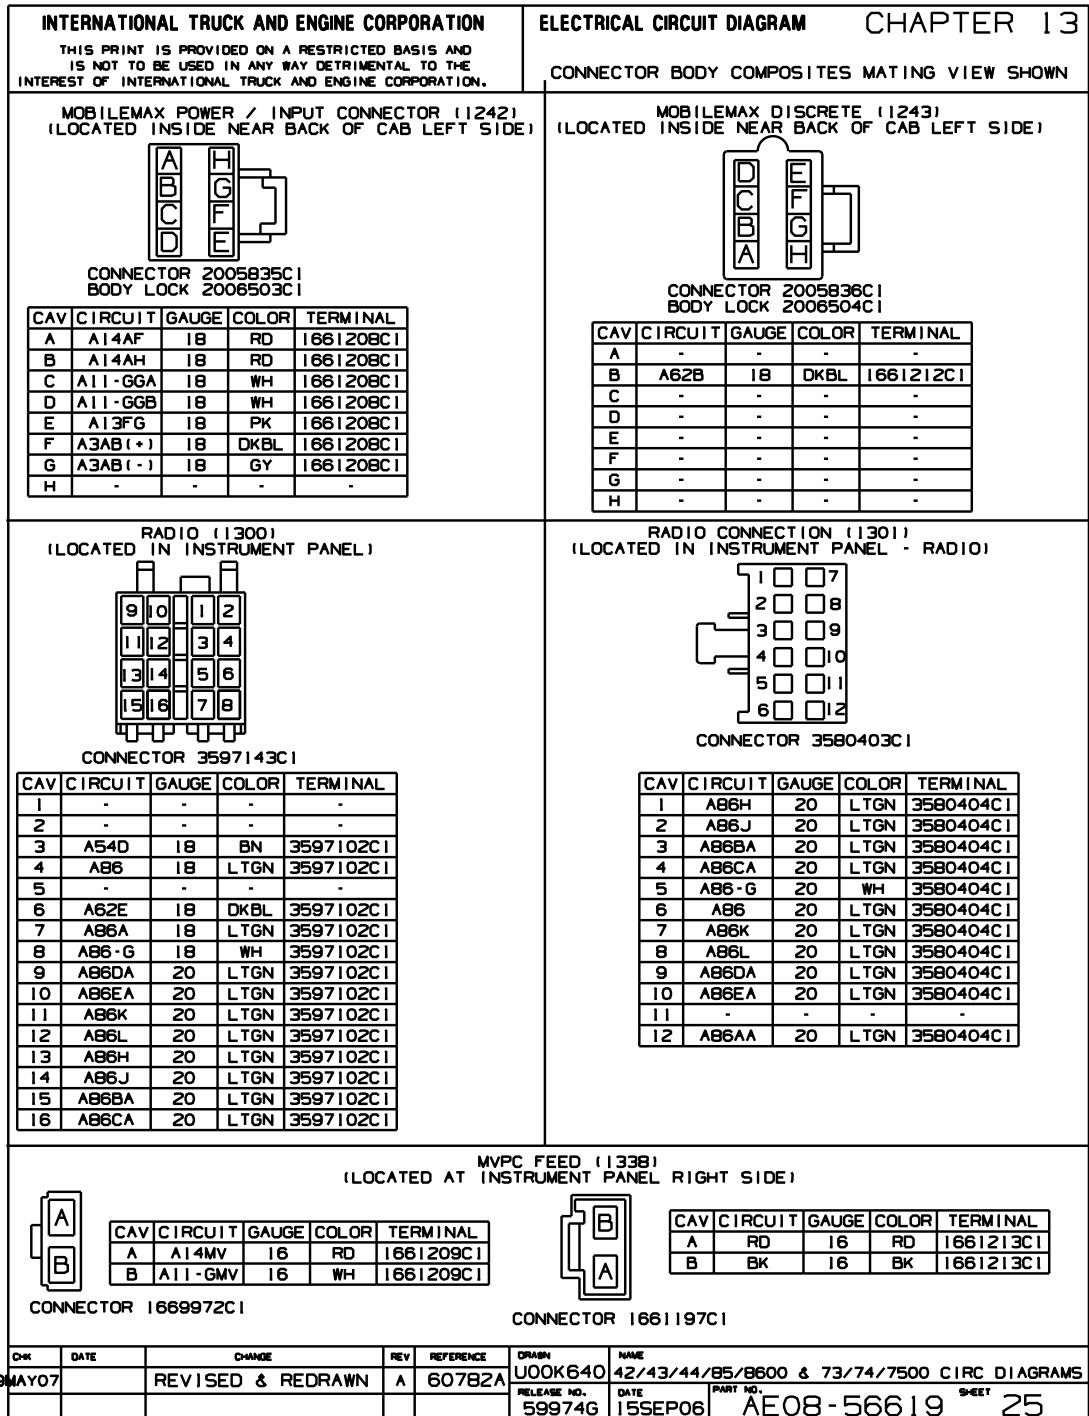 INTERNATIONAL TRUCK AND ENGINE CORPORATION
THIS PRINT IS PROVIDED ON A RESTRICTED BASIS AND
IS NOT TO BE USED IN ANY WAY DETRIMENTAL TO THE
INTEREST OF INTERNATIONAL TRUCK AND ENGINE CORPORATION.
ELECTRICAL CIRCUIT DIAGRAM CHAPTER 13
CONNECTOR BODY COMPOSITES MATING VIEW SHOWN
MOBILEMAX POWER / INPUT CONNECTOR (1242)
(LOCATED INSIDE NEAR BACK OF CAB LEFT SIDE)
A H
B G
C F
D E
CONNECTOR 2005835C1
BODY LOCK 2006503C1
CAV CIRCUIT GAUGE COLOR TERMINAL
A A14AF 18 RD 1661208C1
B A14AH 18 RD 1661208C1
C A11-GGA 18 WH 1661208C1
D A11-GGB 18 WH 1661208C1
E A13FG 18 PK 1661208C1
F A3AB(+) 18 DKBL 1661208C1
G A3AB(-) 18 GY 1661208C1
H - - - -
MOBILEMAX DISCRETE (1243)
(LOCATED INSIDE NEAR BACK OF CAB LEFT SIDE)
D E
C F
B G
A H
CONNECTOR 2005836C1
BODY LOCK 2006504C1
CAV CIRCUIT GAUGE COLOR TERMINAL
A - - - -
B A62B 18 DKBL 1661212C1
C - - - -
D - - - -
E - - - -
F - - - -
G - - - -
H - - - -
RADIO (1300)
(LOCATED IN INSTRUMENT PANEL)
9 10 1 2
11 12 3 4
13 14 5 6
15 16 7 8
CONNECTOR 3597143C1
CAV CIRCUIT GAUGE COLOR TERMINAL
1 - - - -
2 - - - -
3 A54D 18 BN 3597102C1
4 A86 18 LTGN 3597102C1
5 - - - -
6 A62E 18 DKBL 3597102C1
7 A86A 18 LTGN 3597102C1
8 A86-G 18 WH 3597102C1
9 A86DA 20 LTGN 3597102C1
10 A86EA 20 LTGN 3597102C1
11 A86K 20 LTGN 3597102C1
12 A86L 20 LTGN 3597102C1
13 A86H 20 LTGN 3597102C1
14 A86J 20 LTGN 3597102C1
15 A86BA 20 LTGN 3597102C1
16 A86CA 20 LTGN 3597102C1
RADIO CONNECTION (1301)
(LOCATED IN INSTRUMENT PANEL - RADIO)
1 7
2 8
3 9
4 10
5 11
6 12
CONNECTOR 3580403C1
CAV CIRCUIT GAUGE COLOR TERMINAL
1 A86H 20 LTGN 3580404C1
2 A86J 20 LTGN 3580404C1
3 A86BA 20 LTGN 3580404C1
4 A86CA 20 LTGN 3580404C1
5 A86-G 20 WH 3580404C1
6 A86 20 LTGN 3580404C1
7 A86K 20 LTGN 3580404C1
8 A86L 20 LTGN 3580404C1
9 A86DA 20 LTGN 3580404C1
10 A86EA 20 LTGN 3580404C1
11 - - - -
12 A86AA 20 LTGN 3580404C1
MVPC FEED (1338)
(LOCATED AT INSTRUMENT PANEL RIGHT SIDE)
A
B
CAV CIRCUIT GAUGE COLOR TERMINAL
A A14MV 16 RD 1661209C1
B A11-GMV 16 WH 1661209C1
CONNECTOR 1669972C1
B
A
CAV CIRCUIT GAUGE COLOR TERMINAL
A RD 16 RD 1661213C1
B BK 16 BK 1661213C1
CONNECTOR 1661197C1
CHK DATE CHANGE REV REFERENCE DRAWN NAME
MAY07 REVISED & REDRAWN A 60782A U00K640 42/43/44/85/8600 & 73/74/7500 CIRC DIAGRAMS
RELEASE NO. DATE PART NO. SHEET
59974G 15SEP06 AE08-56619 25